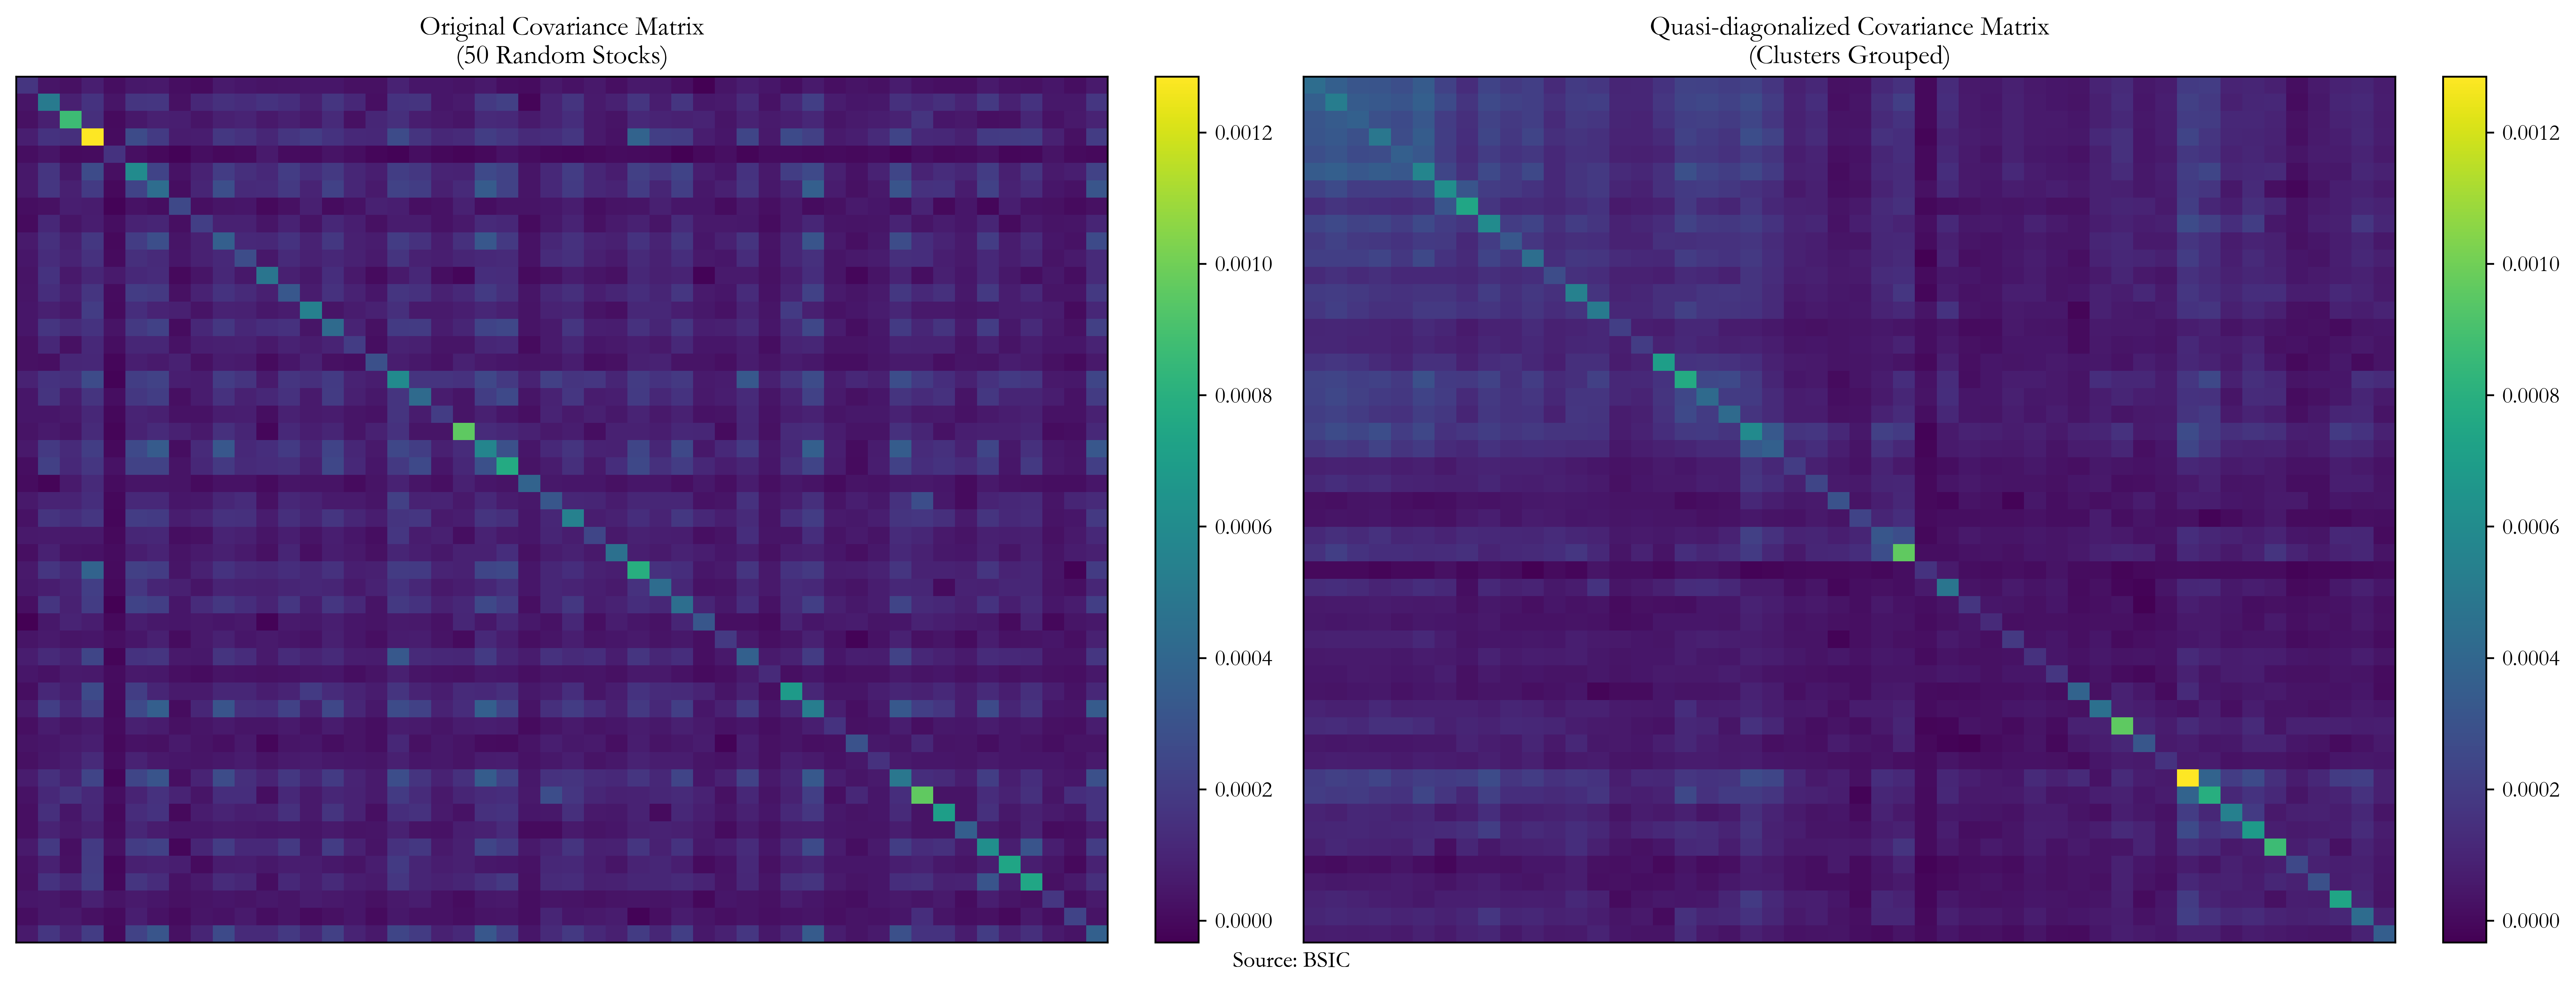 Original Covariance Matrix
(50 Random Stocks)
0.0012
0.0010
0.0008
0.0006
0.0004
0.0002
0.0000
Quasi-diagonalized Covariance Matrix
(Clusters Grouped)
0.0012
0.0010
0.0008
0.0006
0.0004
0.0002
0.0000
Source: BSIC